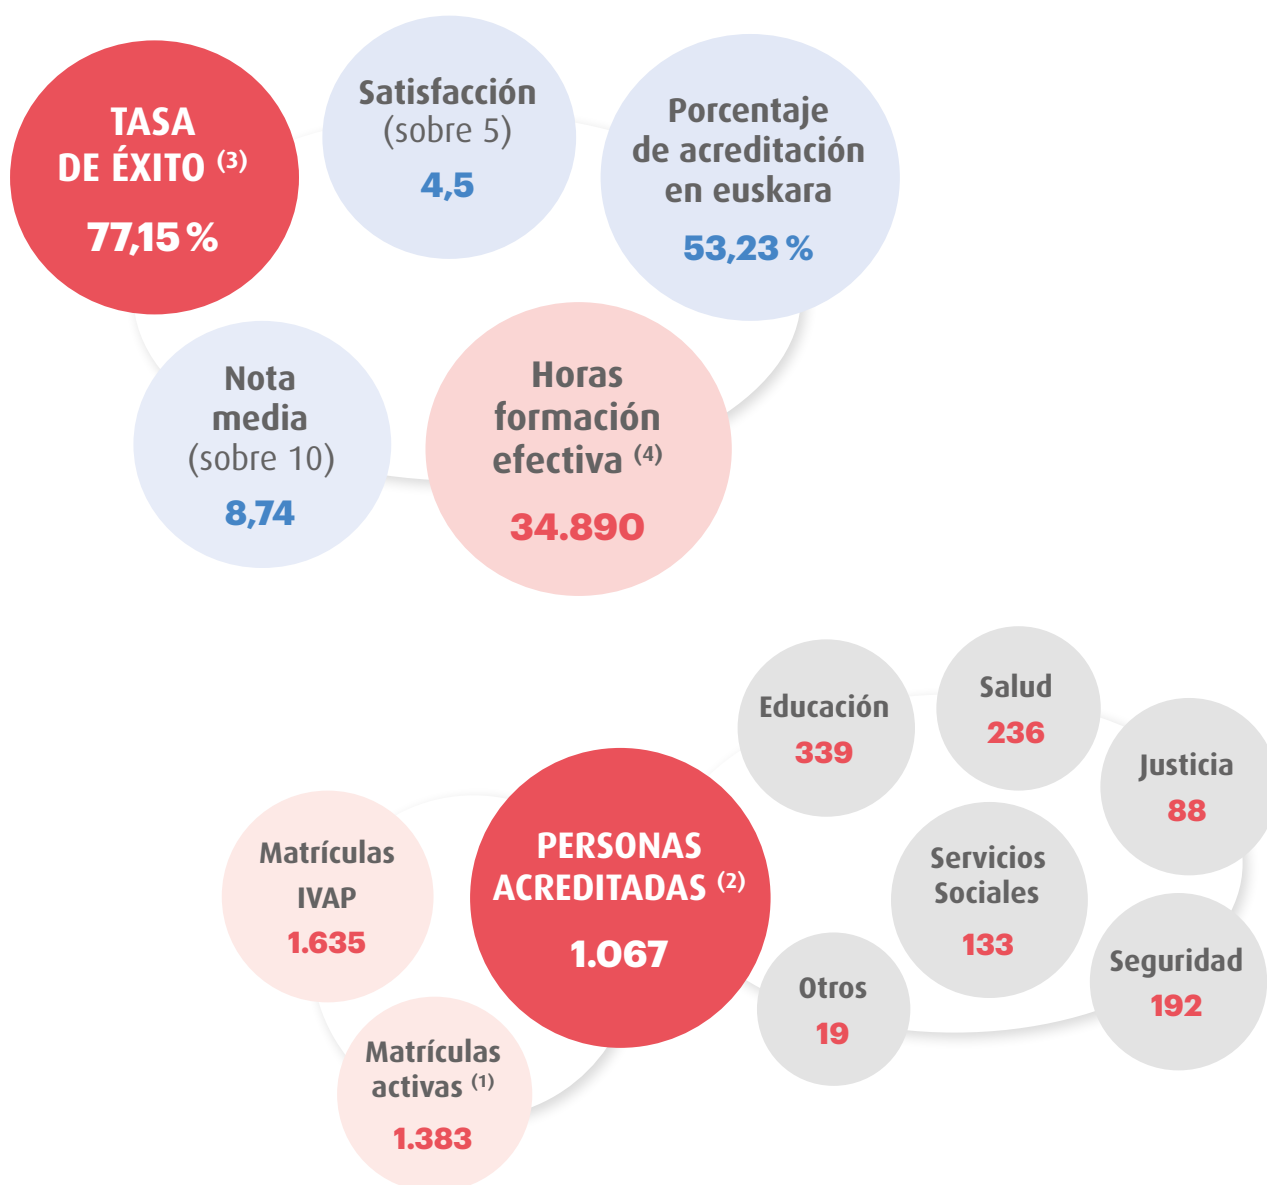 TASA
DE ÉXITO (3)
77,15 %
Satisfacción
(sobre 5)
4,5
Porcentaje
de acreditación
en euskara
53,23 %
Nota
media
(sobre 10)
8,74
Horas
formación
efectiva (4)
34.890
Matrículas
IVAP
1.635
Matrículas
activas (1)
1.383
PERSONAS
ACREDITADAS (2)
1.067
Educación
339
Salud
236
Justicia
88
Servicios
Sociales
133
Seguridad
192
Otros
19